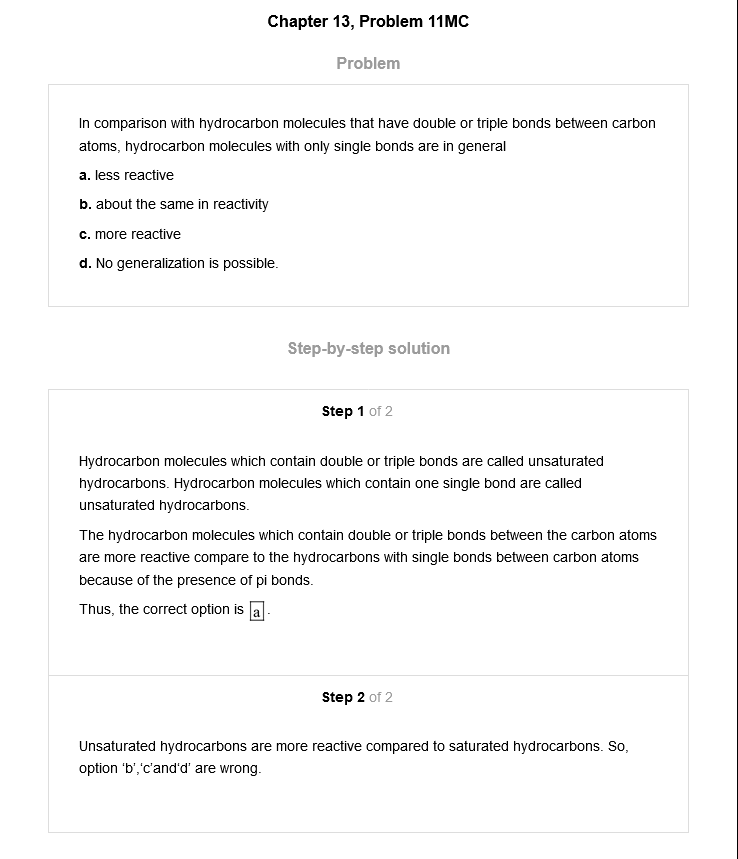 Chapter 13, Problem 11MC
Problem
In comparison with hydrocarbon molecules that have double or triple bonds between carbon
atoms, hydrocarbon molecules with only single bonds are in general
a. less reactive
b. about the same in reactivity
c. more reactive
d. No generalization is possible.
Step-by-step solution
Step 1 of 2
Hydrocarbon molecules which contain double or triple bonds are called unsaturated
hydrocarbons. Hydrocarbon molecules which contain one single bond are called
unsaturated hydrocarbons.
The hydrocarbon molecules which contain double or triple bonds between the carbon atoms
are more reactive compare to the hydrocarbons with single bonds between carbon atoms
because of the presence of pi bonds.
Thus, the correct option is a .
Step 2 of 2
Unsaturated hydrocarbons are more reactive compared to saturated hydrocarbons. So,
option ‘b’,‘c’and‘d’ are wrong.